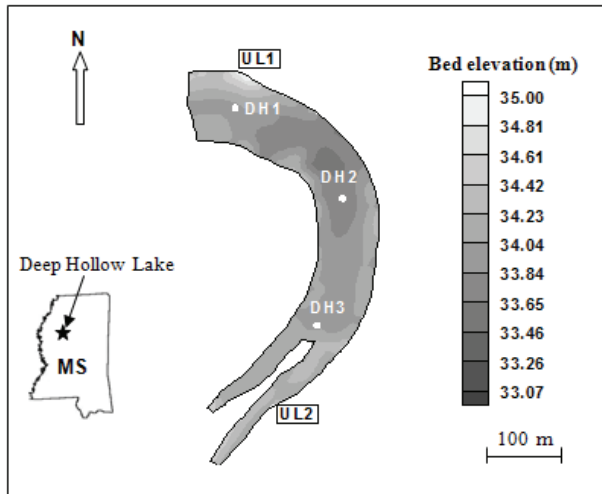 N
UL1
DH1
DH2
DH3
UL2
Deep Hollow Lake
MS
Bed elevation (m)
35.00
34.81
34.61
34.42
34.23
34.04
33.84
33.65
33.46
33.26
33.07
100 m